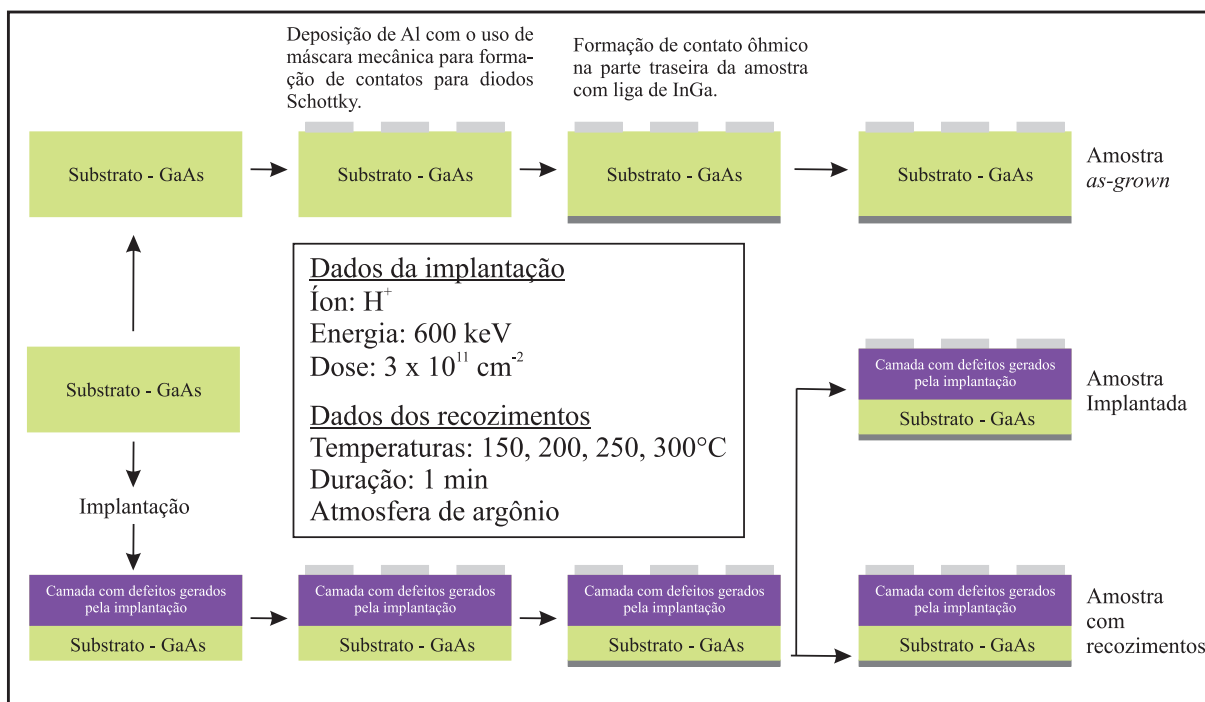 Deposição de Al com o uso de
máscara mecânica para forma-
ção de contatos para diodos
Schottky.
Formação de contato ôhmico
na parte traseira da amostra
com liga de InGa.
Substrato - GaAs
Substrato - GaAs
Substrato - GaAs
Substrato - GaAs
Amostra
as-grown
Dados da implantação
Íon: H⁺
Energia: 600 keV
Dose: 3 x 10¹¹ cm⁻²
Dados dos recozimentos
Temperaturas: 150, 200, 250, 300°C
Duração: 1 min
Atmosfera de argônio
Substrato - GaAs
Camada com defeitos gerados
pela implantação
Substrato - GaAs
Amostra
Implantada
Implantação
Camada com defeitos gerados
pela implantação
Substrato - GaAs
Camada com defeitos gerados
pela implantação
Substrato - GaAs
Camada com defeitos gerados
pela implantação
Substrato - GaAs
Camada com defeitos gerados
pela implantação
Substrato - GaAs
Amostra
com
recozimentos